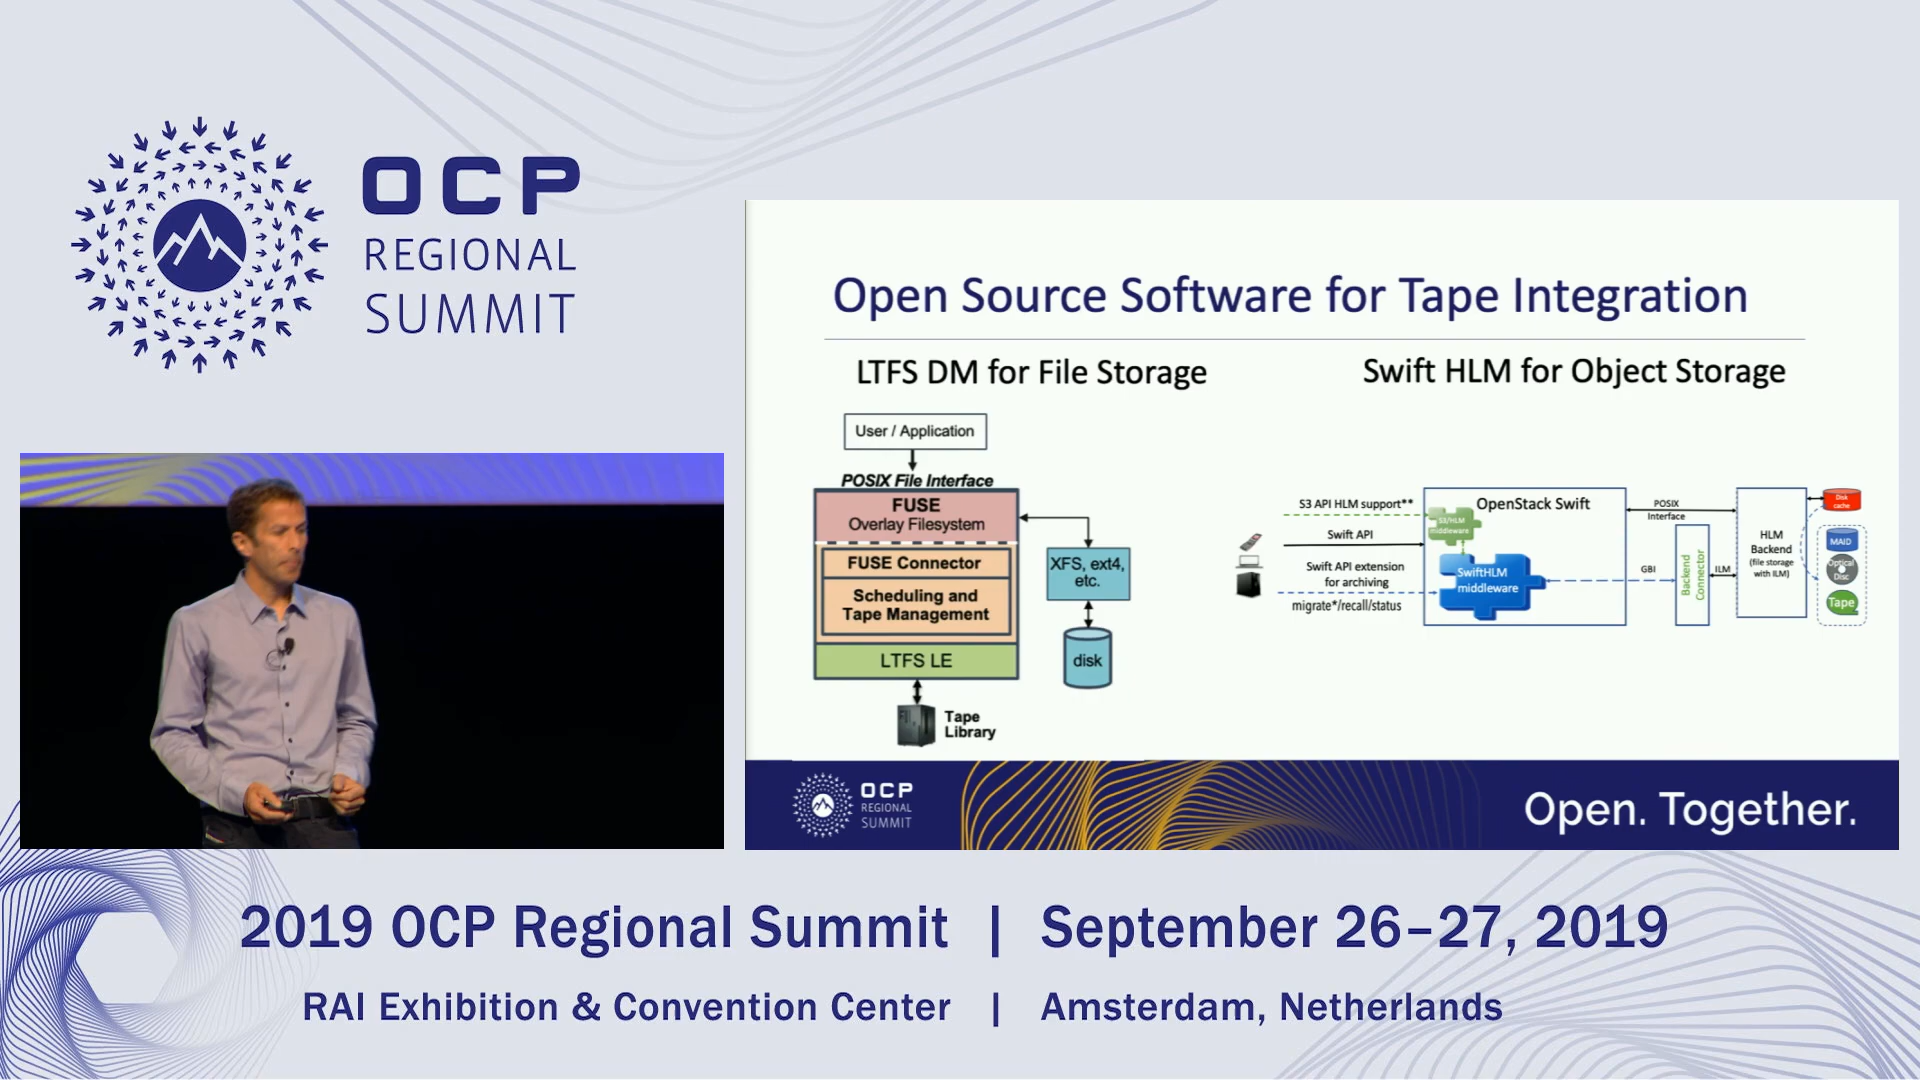 OCP
REGIONAL
SUMMIT
Open Source Software for Tape Integration
LTFS DM for File Storage
User / Application
POSIX File Interface
FUSE
Overlay Filesystem
FUSE Connector
Scheduling and
Tape Management
LTFS LE
Tape
Library
XFS, ext4,
etc.
disk
Swift HLM for Object Storage
S3 API HLM support**
Swift API
Swift API extension
for archiving
migrate*/recall/status
OpenStack Swift
S3/HLM
middleware
SwiftHLM
middleware
POSIX
Interface
GBI
Backend
Connector
ILM
HLM
Backend
(file storage
with ILM)
Disk
cache
MAID
Optical
Disc
Tape
OCP
REGIONAL
SUMMIT
Open. Together.
2019 OCP Regional Summit | September 26–27, 2019
RAI Exhibition & Convention Center | Amsterdam, Netherlands